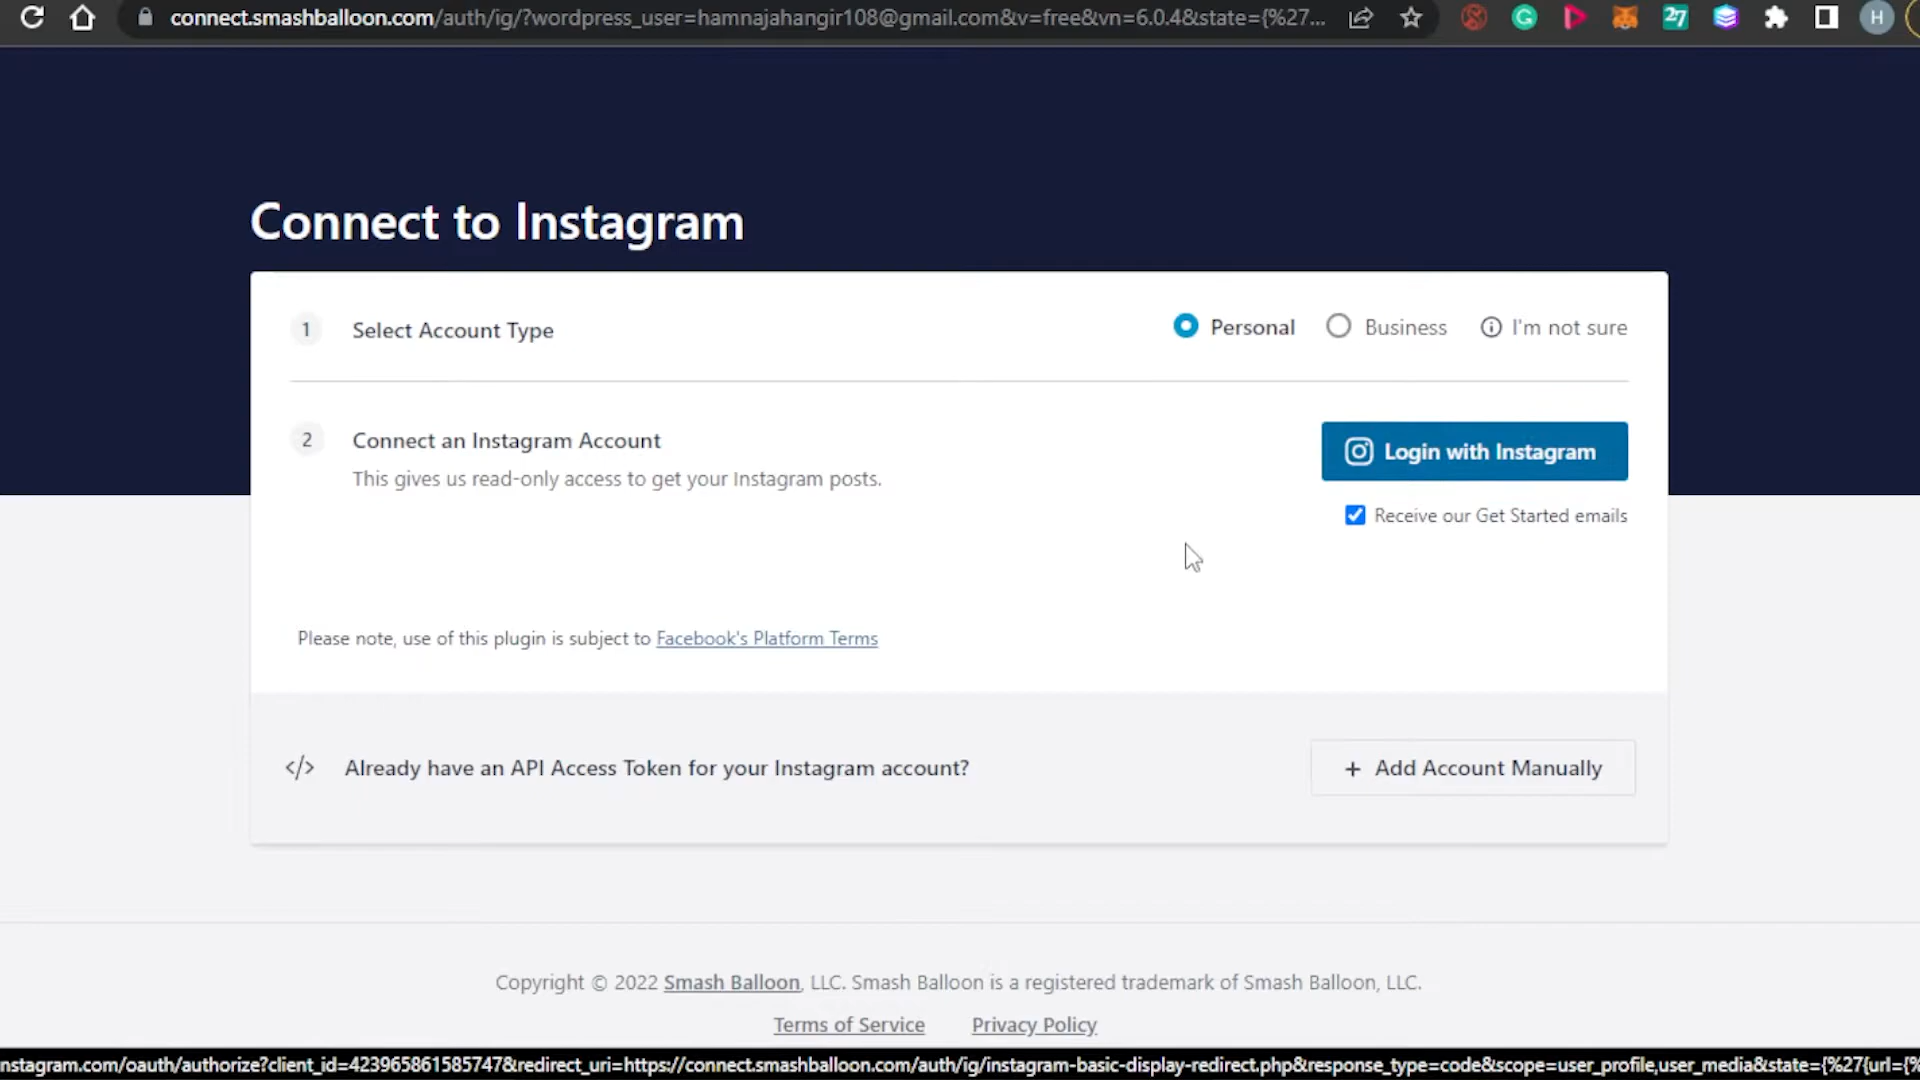 connect.smashballoon.com/auth/ig/?wordpress_user=hamnajahangir108@gmail.com&v=free&vn=6.0.4&state={%27...
27
H
Connect to Instagram
1 Select Account Type
Personal Business I'm not sure
2 Connect an Instagram Account
This gives us read-only access to get your Instagram posts.
Login with Instagram
Receive our Get Started emails
Please note, use of this plugin is subject to Facebook's Platform Terms
</> Already have an API Access Token for your Instagram account?
+ Add Account Manually
Copyright © 2022 Smash Balloon, LLC. Smash Balloon is a registered trademark of Smash Balloon, LLC.
Terms of Service Privacy Policy
nstagram.com/oauth/authorize?client_id=423965861585747&redirect_uri=https://connect.smashballoon.com/auth/ig/instagram-basic-display-redirect.php&response_type=code&scope=user_profile,user_media&state={%27{url={%